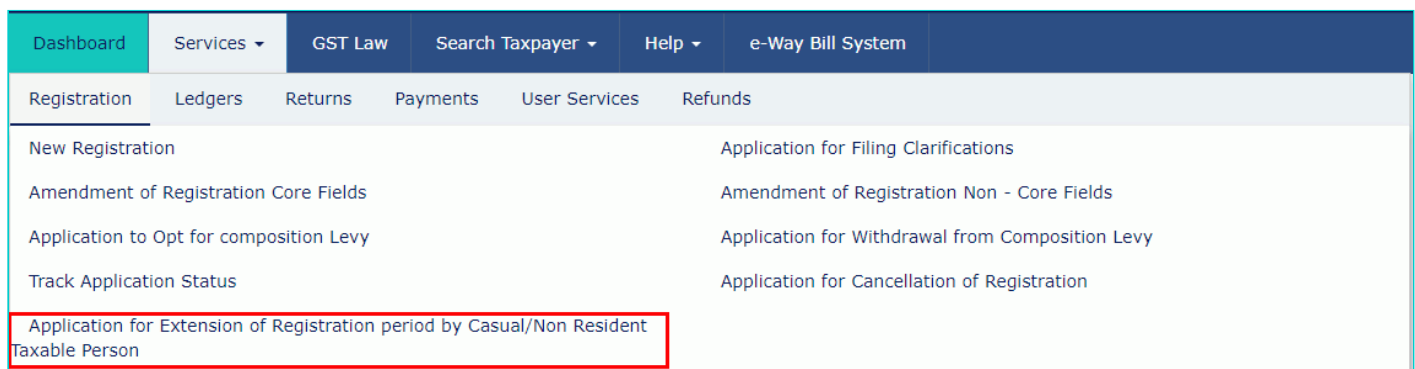 Dashboard Services GST Law Search Taxpayer Help e-Way Bill System
Registration Ledgers Returns Payments User Services Refunds
New Registration Application for Filing Clarifications
Amendment of Registration Core Fields Amendment of Registration Non - Core Fields
Application to Opt for composition Levy Application for Withdrawal from Composition Levy
Track Application Status Application for Cancellation of Registration
Application for Extension of Registration period by Casual/Non Resident
Taxable Person